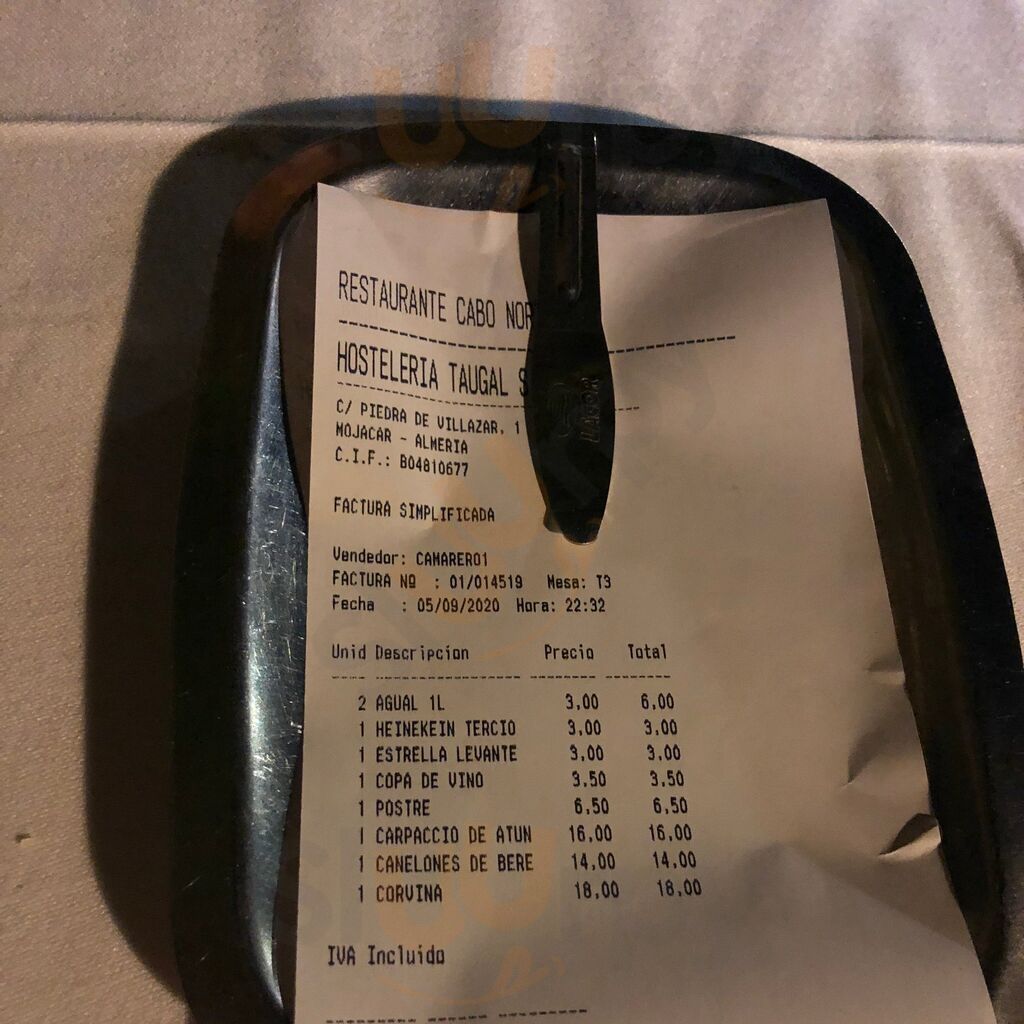 RESTAURANTE CABO
HOSTELERIA TAUGAL
C/ PIEDRA DE VILLAZAR, 1
MOJACAR - ALMERIA
C.I.F.: B04810677
FACTURA SIMPLIFICADA
Vendedor: CAMARERO1
FACTURA Nº : 01/014519 Mesa: T3
Fecha : 05/09/2020 Hora: 22:32
Unid Descripcion Precio Total
2 AGUAL 1L 3,00 6,00
1 HEINEKEIN TERCIO 3,00 3,00
1 ESTRELLA LEVANTE 3,00 3,00
1 COPA DE VINO 3,50 3,50
1 POSTRE 6,50 6,50
1 CARPACCIO DE ATUN 16,00 16,00
1 CANELONES DE BERE 14,00 14,00
1 CORVINA 18,00 18,00
IVA Incluido